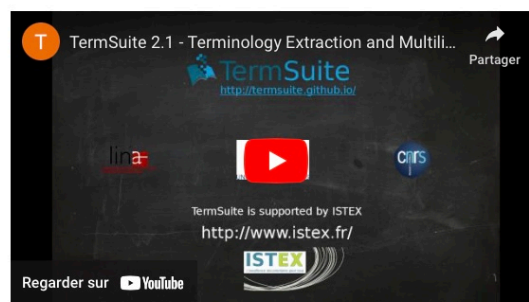 T
TermSuite 2.1 - Terminology Extraction and Multili...
Partager
TermSuite
http://termsuite.github.io/
lina
cnrs
TermSuite is supported by ISTEX
http://www.istex.fr/
ISTEX
Regarder sur YouTube